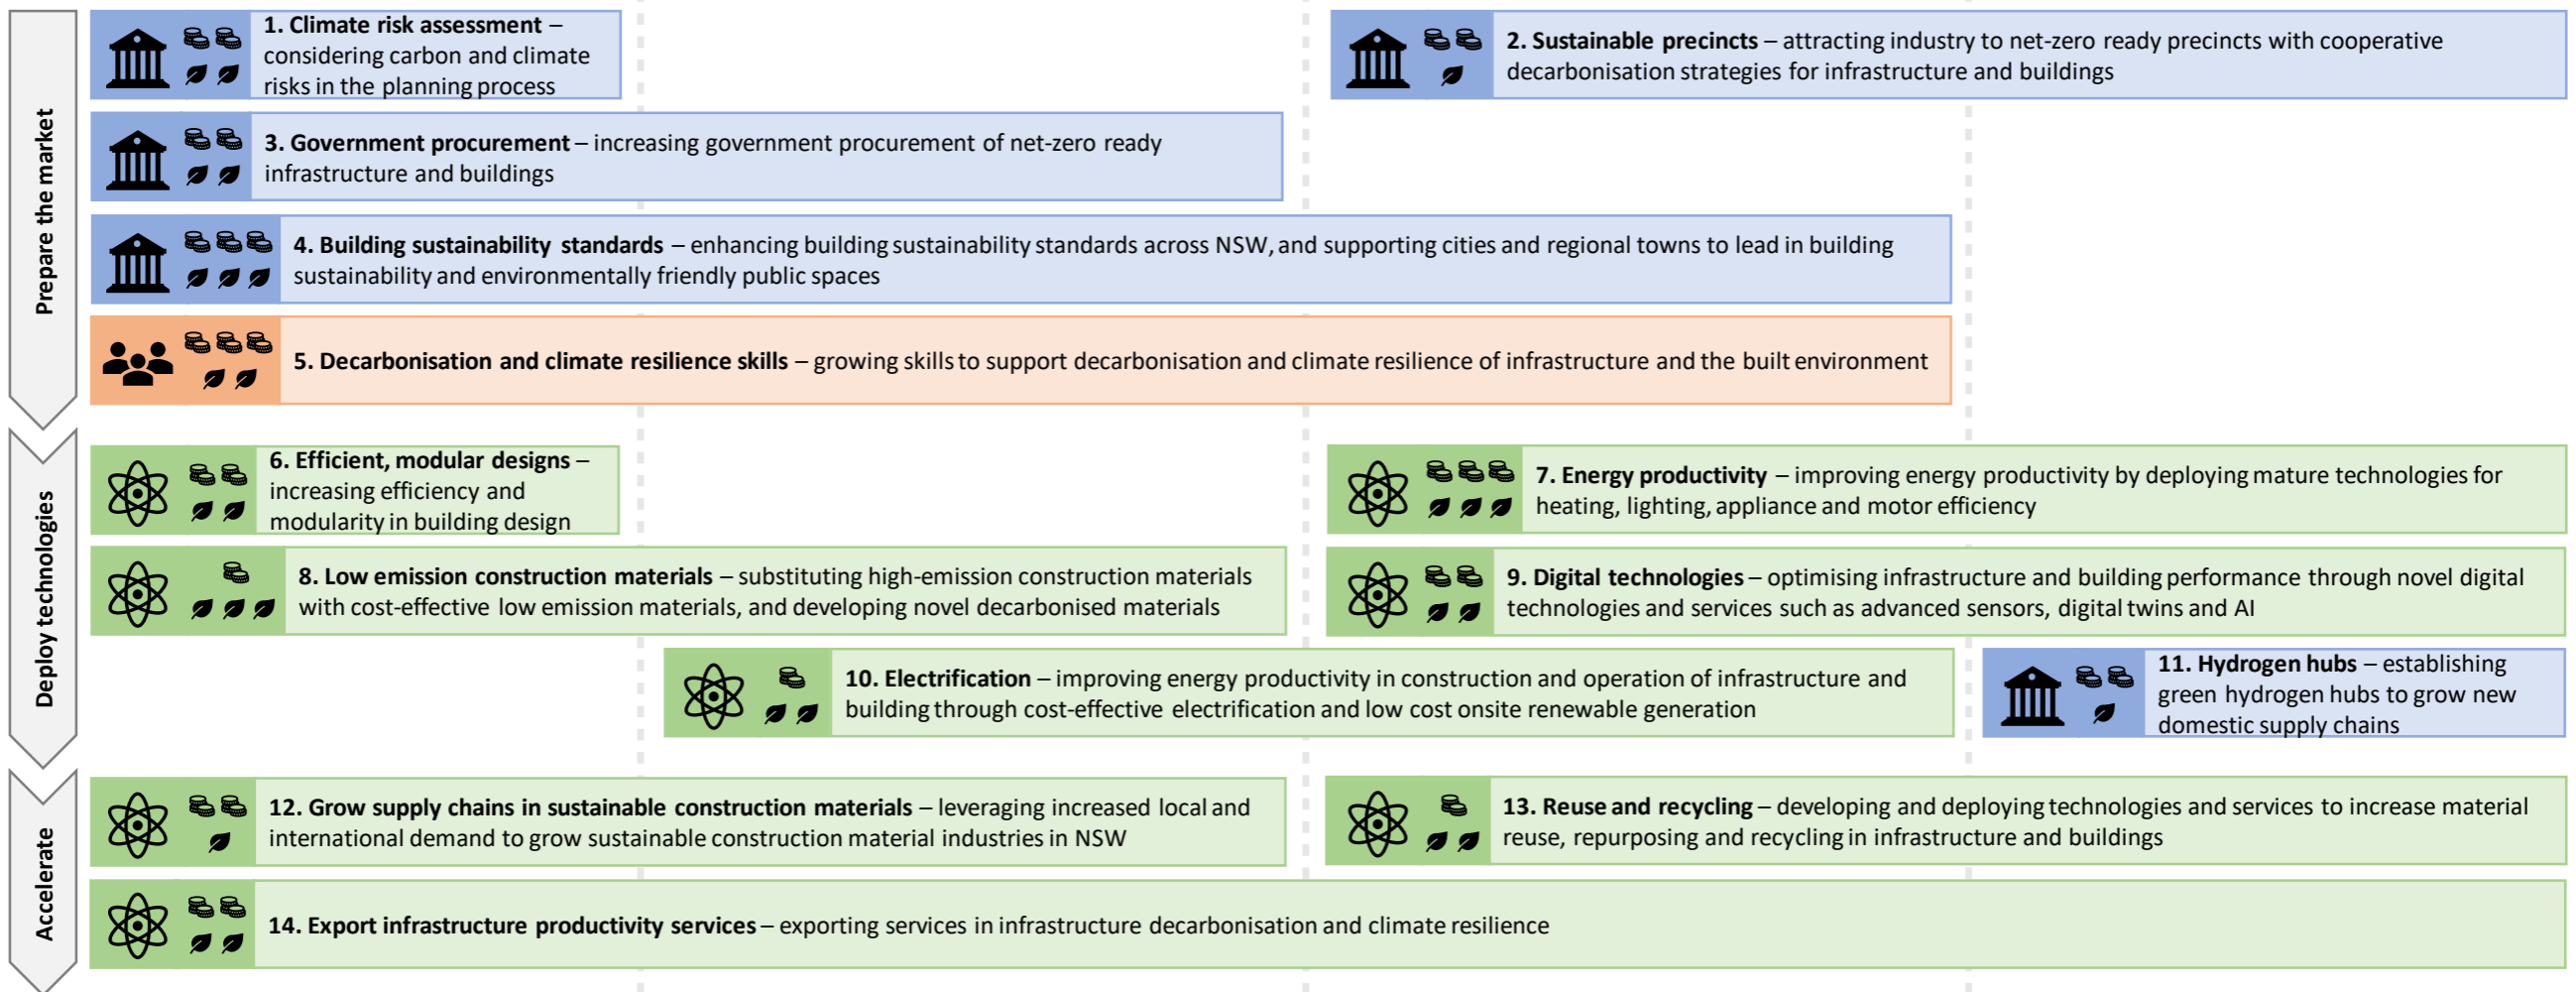 Prepare the market
1. Climate risk assessment –
considering carbon and climate
risks in the planning process
2. Sustainable precincts – attracting industry to net-zero ready precincts with cooperative
decarbonisation strategies for infrastructure and buildings
3. Government procurement – increasing government procurement of net-zero ready
infrastructure and buildings
4. Building sustainability standards – enhancing building sustainability standards across NSW, and supporting cities and regional towns to lead in building
sustainability and environmentally friendly public spaces
5. Decarbonisation and climate resilience skills – growing skills to support decarbonisation and climate resilience of infrastructure and the built environment
Deploy technologies
6. Efficient, modular designs –
increasing efficiency and
modularity in building design
7. Energy productivity – improving energy productivity by deploying mature technologies for
heating, lighting, appliance and motor efficiency
8. Low emission construction materials – substituting high-emission construction materials
with cost-effective low emission materials, and developing novel decarbonised materials
9. Digital technologies – optimising infrastructure and building performance through novel digital
technologies and services such as advanced sensors, digital twins and AI
10. Electrification – improving energy productivity in construction and operation of infrastructure and
building through cost-effective electrification and low cost onsite renewable generation
11. Hydrogen hubs – establishing
green hydrogen hubs to grow new
domestic supply chains
Accelerate
12. Grow supply chains in sustainable construction materials – leveraging increased local and
international demand to grow sustainable construction material industries in NSW
13. Reuse and recycling – developing and deploying technologies and services to increase material
reuse, repurposing and recycling in infrastructure and buildings
14. Export infrastructure productivity services – exporting services in infrastructure decarbonisation and climate resilience